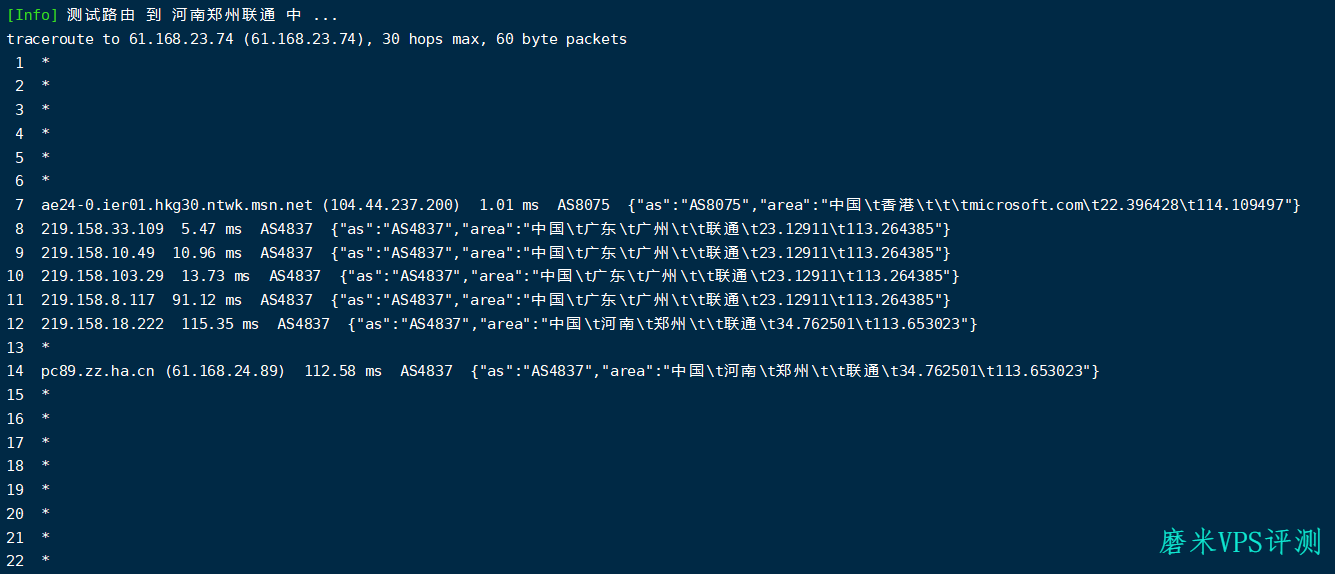 [Info] 测试路由 到 河南郑州联通 中 ...
traceroute to 61.168.23.74 (61.168.23.74), 30 hops max, 60 byte packets
1 *
2 *
3 *
4 *
5 *
6 *
7 ae24-0.ier01.hkg30.ntwk.msn.net (104.44.237.200) 1.01 ms AS8075 {"as":"AS8075","area":"中国\t香港\t\t\tmicrosoft.com\t22.396428\t114.109497"}
8 219.158.33.109 5.47 ms AS4837 {"as":"AS4837","area":"中国\t广东\t广州\t\t联通\t23.12911\t113.264385"}
9 219.158.10.49 10.96 ms AS4837 {"as":"AS4837","area":"中国\t广东\t广州\t\t联通\t23.12911\t113.264385"}
10 219.158.103.29 13.73 ms AS4837 {"as":"AS4837","area":"中国\t广东\t广州\t\t联通\t23.12911\t113.264385"}
11 219.158.8.117 91.12 ms AS4837 {"as":"AS4837","area":"中国\t广东\t广州\t\t联通\t23.12911\t113.264385"}
12 219.158.18.222 115.35 ms AS4837 {"as":"AS4837","area":"中国\t河南\t郑州\t\t联通\t34.762501\t113.653023"}
13 *
14 pc89.zz.ha.cn (61.168.24.89) 112.58 ms AS4837 {"as":"AS4837","area":"中国\t河南\t郑州\t\t联通\t34.762501\t113.653023"}
15 *
16 *
17 *
18 *
19 *
20 *
21 *
22 *
磨米VPS评测